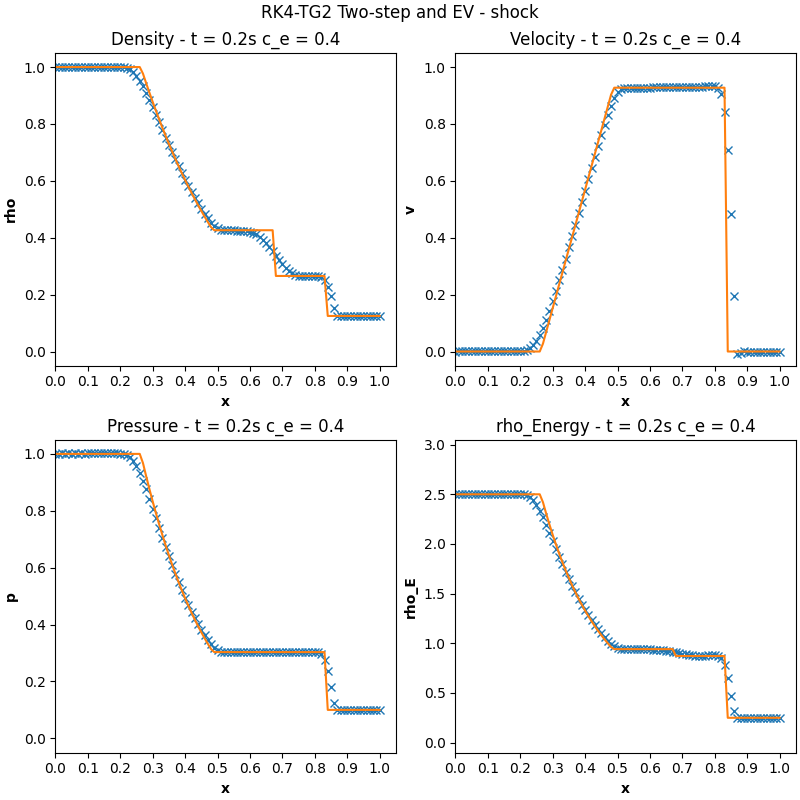 RK4-TG2 Two-step and EV - shock
Density - t = 0.2s c_e = 0.4
1.0
0.8
0.6
0.4
0.2
0.0
rho
0.0 0.1 0.2 0.3 0.4 0.5 0.6 0.7 0.8 0.9 1.0
x
Velocity - t = 0.2s c_e = 0.4
1.0
0.8
0.6
0.4
0.2
0.0
v
0.0 0.1 0.2 0.3 0.4 0.5 0.6 0.7 0.8 0.9 1.0
x
Pressure - t = 0.2s c_e = 0.4
1.0
0.8
0.6
0.4
0.2
0.0
p
0.0 0.1 0.2 0.3 0.4 0.5 0.6 0.7 0.8 0.9 1.0
x
rho_Energy - t = 0.2s c_e = 0.4
3.0
2.5
2.0
1.5
1.0
0.5
0.0
rho_E
0.0 0.1 0.2 0.3 0.4 0.5 0.6 0.7 0.8 0.9 1.0
x